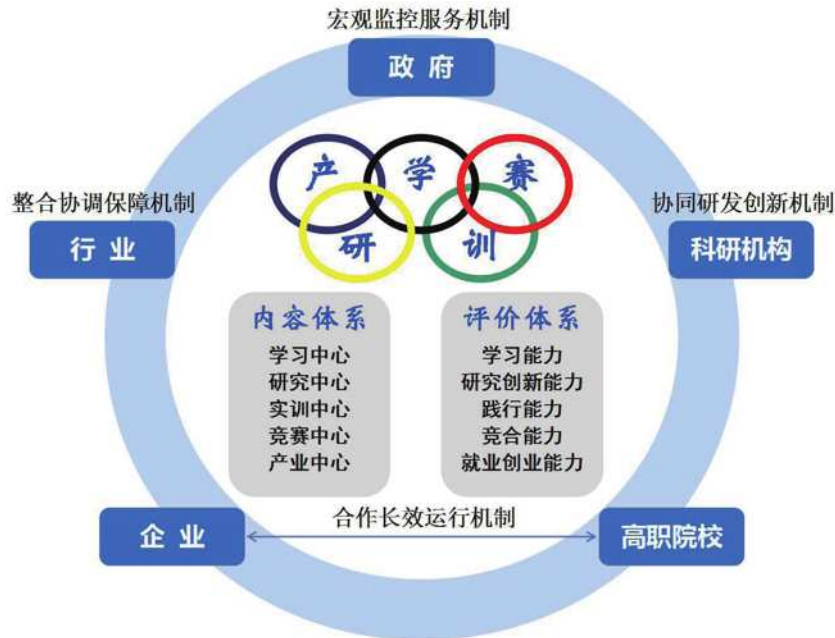 宏观监控服务机制
政府
产 学 赛
研 训
整合协调保障机制
行业
协同研发创新机制
科研机构
内容体系
学习中心
研究中心
实训中心
竞赛中心
产业中心
评价体系
学习能力
研究创新能力
践行能力
竞合能力
就业创业能力
企业
合作长效运行机制
高职院校